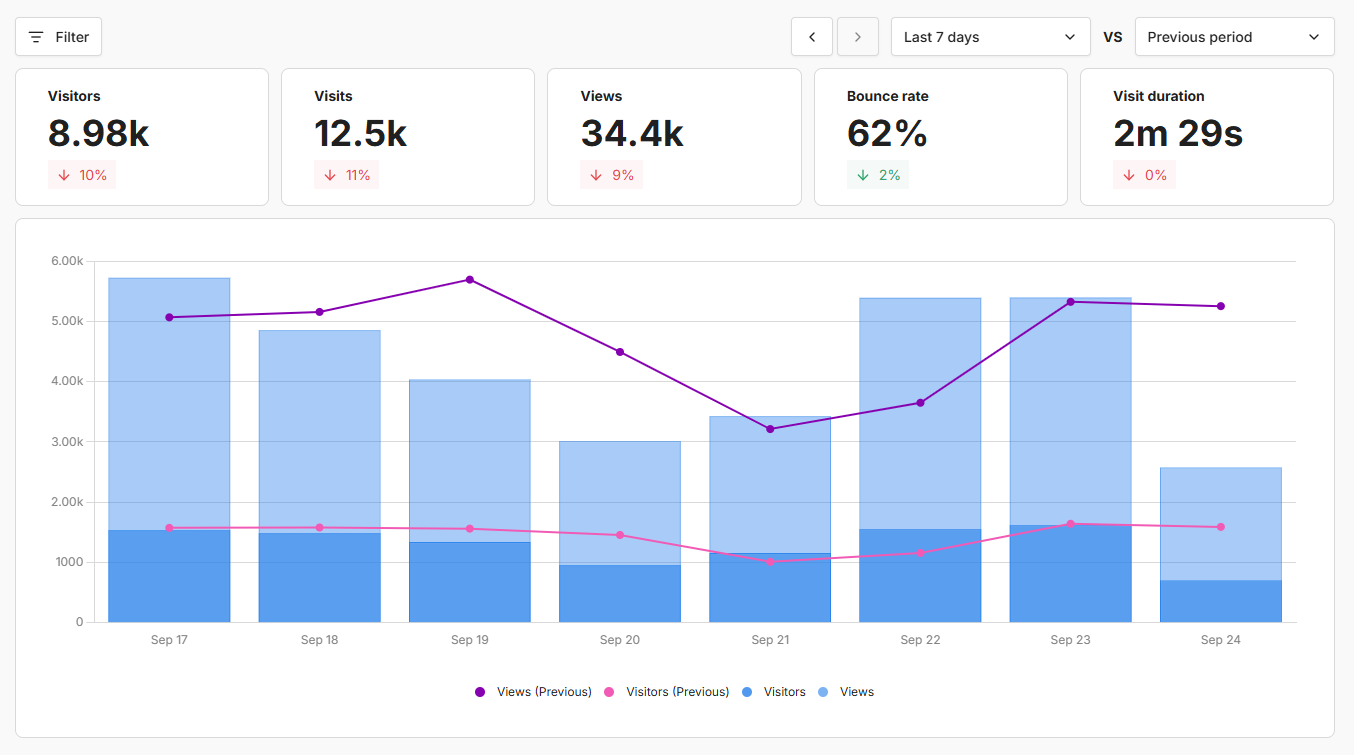 Filter
Last 7 days
VS
Previous period
Visitors
8.98k
10%
Visits
12.5k
11%
Views
34.4k
9%
Bounce rate
62%
2%
Visit duration
2m 29s
0%
6.00k
5.00k
4.00k
3.00k
2.00k
1000
0
Sep 17 Sep 18 Sep 19 Sep 20 Sep 21 Sep 22 Sep 23 Sep 24
Views (Previous) Visitors (Previous) Visitors Views